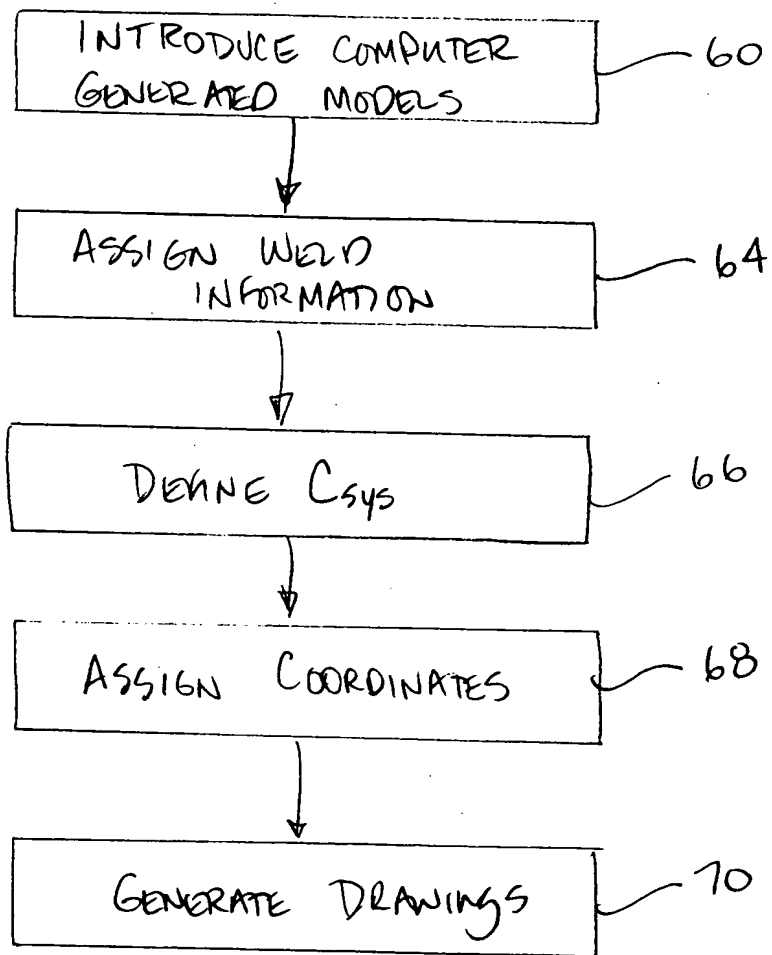 INTRODUCE COMPUTER
GENERATED MODELS
60
ASSIGN WELD
INFORMATION
64
DEFINE Csys
66
ASSIGN COORDINATES
68
GENERATE DRAWINGS
70